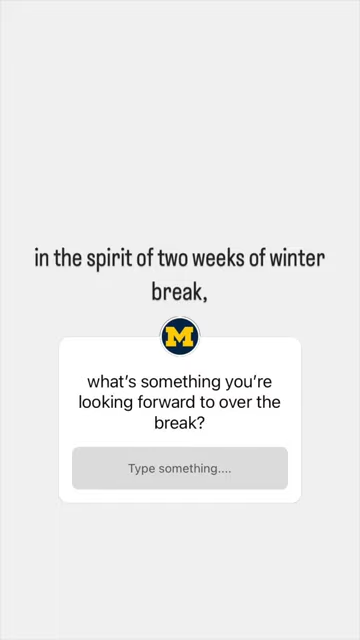 in the spirit of two weeks of winter
break,
M
what's something you're
looking forward to over the
break?
Type something....